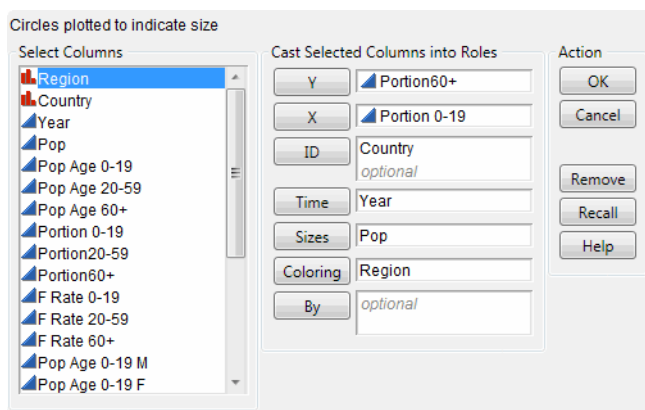 Circles plotted to indicate size
Select Columns
Region
Country
Year
Pop
Pop Age 0-19
Pop Age 20-59
Pop Age 60+
Portion 0-19
Portion20-59
Portion60+
F Rate 0-19
F Rate 20-59
F Rate 60+
Pop Age 0-19 M
Pop Age 0-19 F
Cast Selected Columns into Roles
Y Portion60+
X Portion 0-19
ID Country
optional
Time Year
Sizes Pop
Coloring Region
By optional
Action
OK
Cancel
Remove
Recall
Help